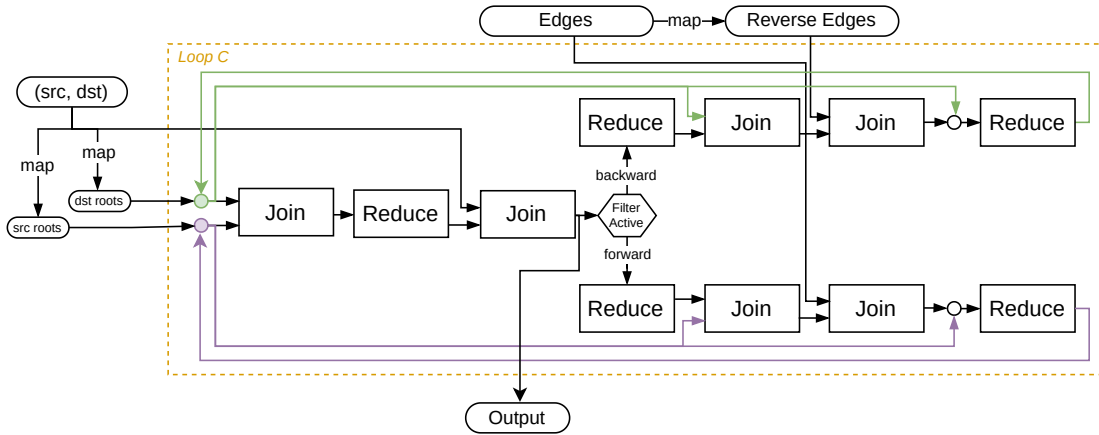 Edges
map
Reverse Edges
Loop C
(src, dst)
map
map
dst roots
src roots
Join
Reduce
Join
Filter
Active
backward
forward
Reduce
Join
Join
Reduce
Reduce
Join
Join
Reduce
Output